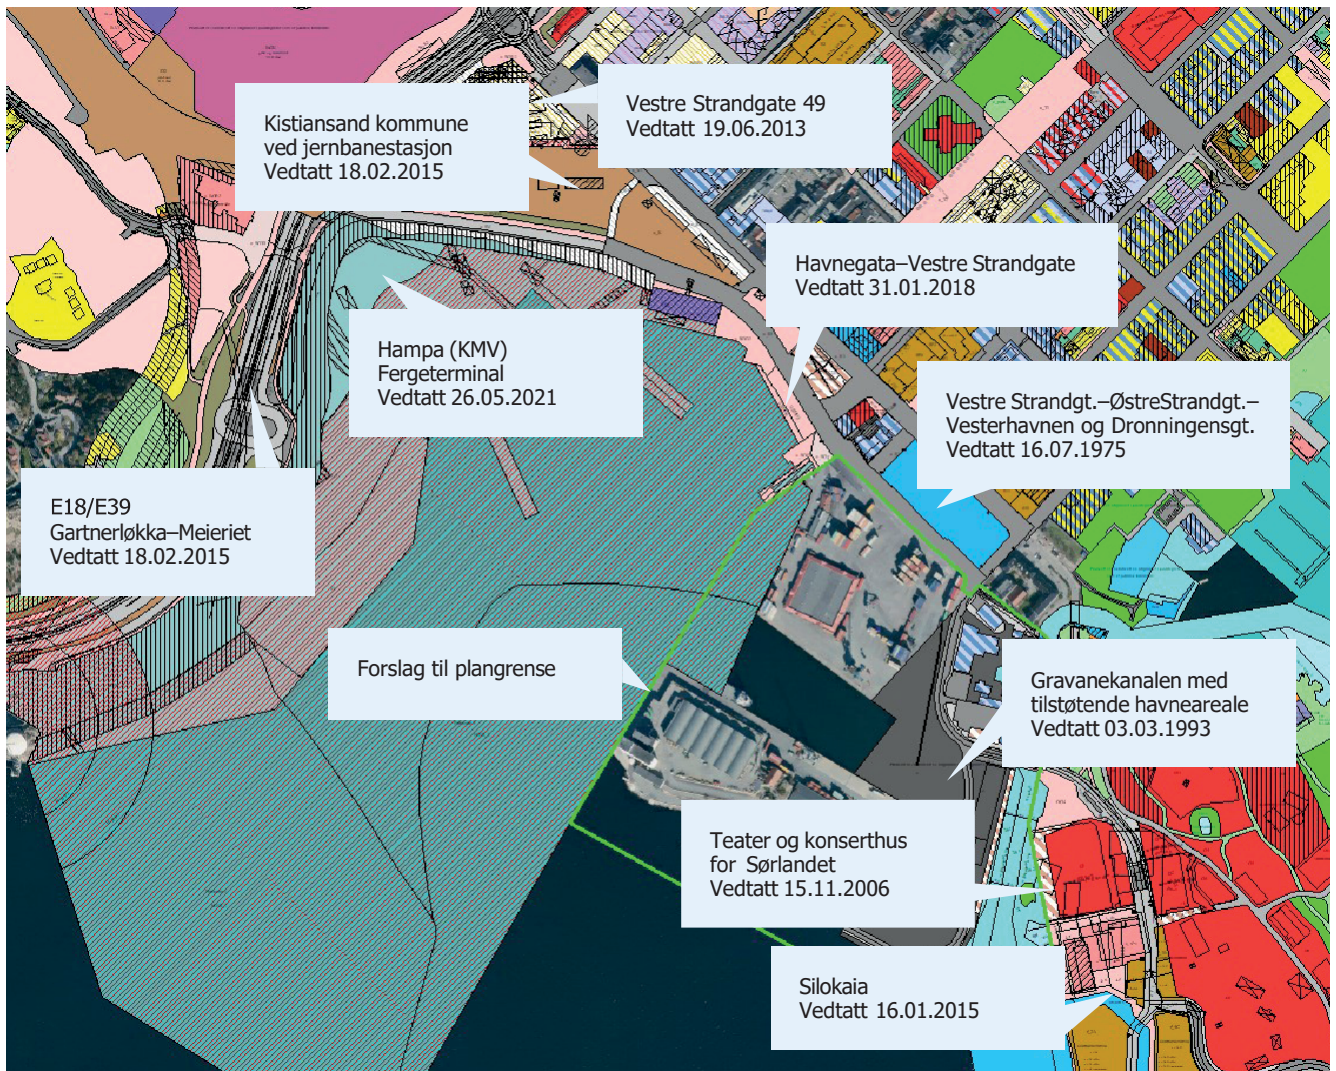 Vestre Strandgate 49
Vedtatt 19.06.2013
Kistiansand kommune
ved jernbanestasjon
Vedtatt 18.02.2015
Havnegata–Vestre Strandgate
Vedtatt 31.01.2018
Hampa (KMV)
Fergeterminal
Vedtatt 26.05.2021
Vestre Strandgt.–ØstreStrandgt.–
Vesterhavnen og Dronningensgt.
Vedtatt 16.07.1975
E18/E39
Gartnerløkka–Meieriet
Vedtatt 18.02.2015
Forslag til plangrense
Gravanekanalen med
tilstøtende havneareale
Vedtatt 03.03.1993
Teater og konserthus
for Sørlandet
Vedtatt 15.11.2006
Silokaia
Vedtatt 16.01.2015